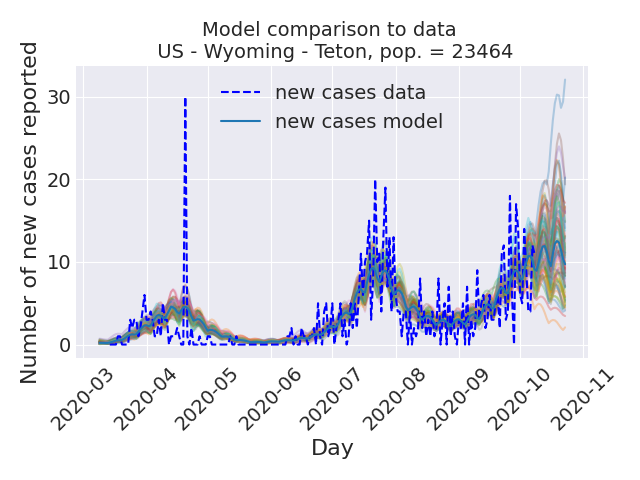 Model comparison to data
US - Wyoming - Teton, pop. = 23464
new cases data
new cases model
Number of new cases reported
30
20
10
0
2020-03
2020-04
2020-05
2020-06
2020-07
2020-08
2020-09
2020-10
2020-11
Day